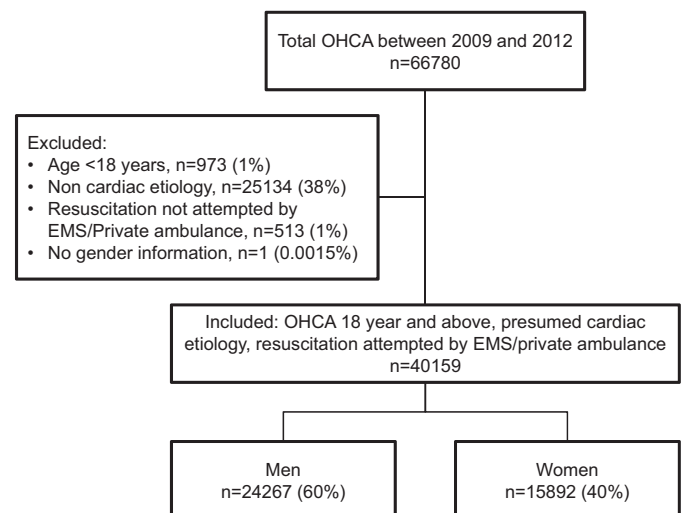 Total OHCA between 2009 and 2012
n=66780
Excluded:
• Age <18 years, n=973 (1%)
• Non cardiac etiology, n=25134 (38%)
• Resuscitation not attempted by
EMS/Private ambulance, n=513 (1%)
• No gender information, n=1 (0.0015%)
Included: OHCA 18 year and above, presumed cardiac
etiology, resuscitation attempted by EMS/private ambulance
n=40159
Men
n=24267 (60%)
Women
n=15892 (40%)